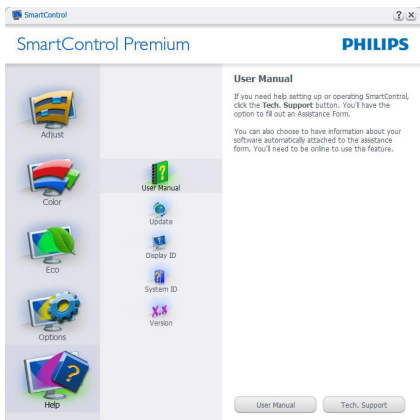 SmartControl
? ×
SmartControl Premium
PHILIPS
Adjust
Color
Eco
Options
Help
User Manual
Update
Display ID
System ID
X.x
Version
User Manual
If you need help setting up or operating SmartControl,
click the Tech. Support button. You'll have the
option to fill out an Assistance Form.
You can also choose to have information about your
software automatically attached to the assistance
form. You'll need to be online to use this feature.
User Manual
Tech. Support